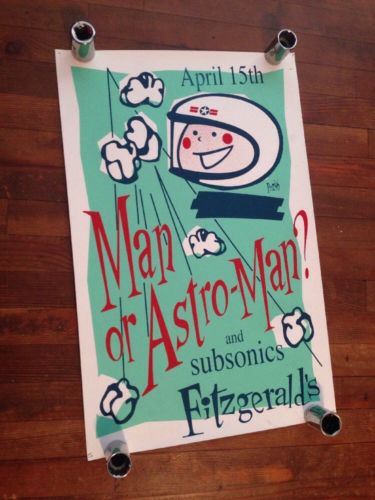 April 15th
Man
or Astro-Man?
and
subsonics
Fitzgerald's